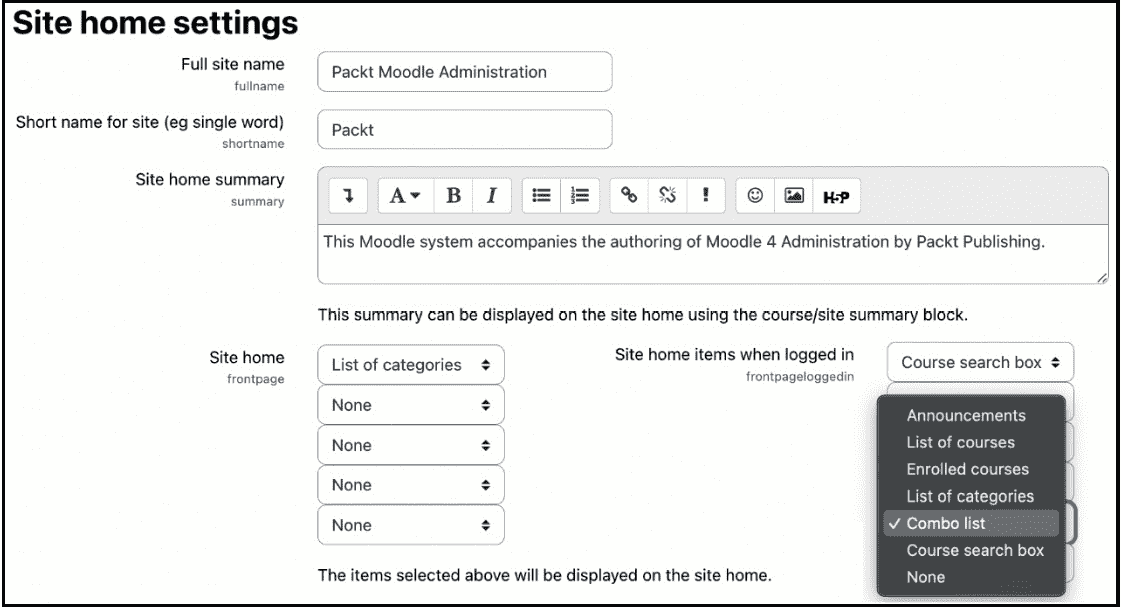 Site home settings
Full site name
fullname
Packt Moodle Administration
Short name for site (eg single word)
shortname
Packt
Site home summary
summary
A B I H-P
This Moodle system accompanies the authoring of Moodle 4 Administration by Packt Publishing.
This summary can be displayed on the site home using the course/site summary block.
Site home
frontpage
List of categories
None
None
None
None
Site home items when logged in
frontpageloggedin
Course search box
Announcements
List of courses
Enrolled courses
List of categories
✓ Combo list
Course search box
None
The items selected above will be displayed on the site home.